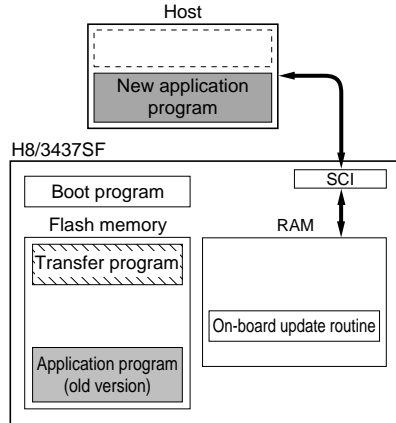 Host
New application
program
H8/3437SF
SCI
Boot program
Flash memory
RAM
Transfer program
On-board update routine
Application program
(old version)